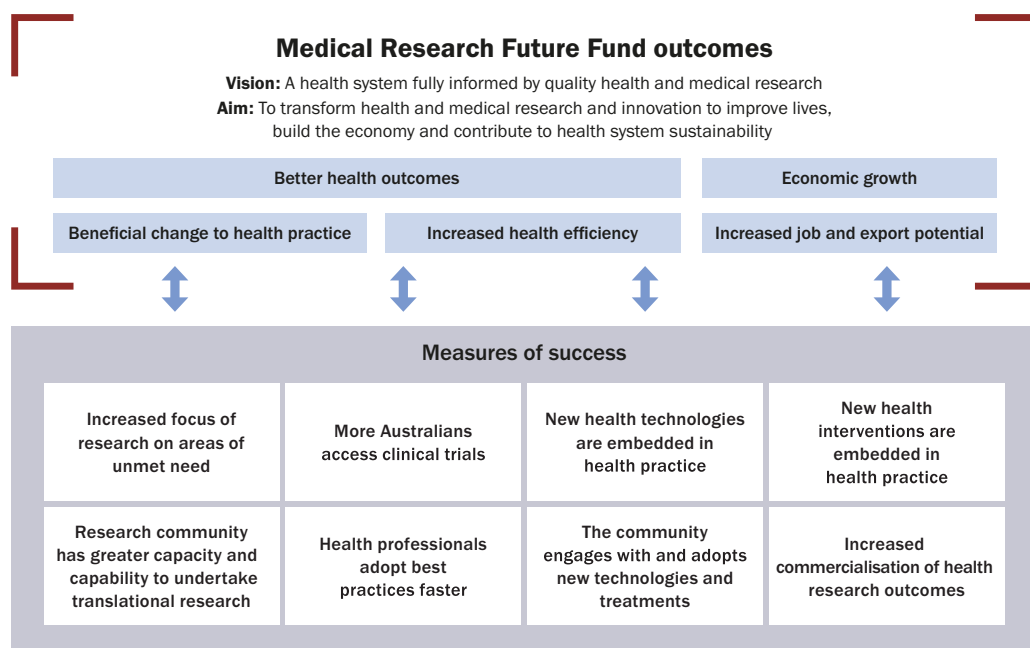 Medical Research Future Fund outcomes
Vision: A health system fully informed by quality health and medical research
Aim: To transform health and medical research and innovation to improve lives,
build the economy and contribute to health system sustainability
Better health outcomes
Economic growth
Beneficial change to health practice
Increased health efficiency
Increased job and export potential
Measures of success
Increased focus of
research on areas of
unmet need
More Australians
access clinical trials
New health technologies
are embedded in
health practice
New health
interventions are
embedded in
health practice
Research community
has greater capacity and
capability to undertake
translational research
Health professionals
adopt best
practices faster
The community
engages with and adopts
new technologies and
treatments
Increased
commercialisation of health
research outcomes